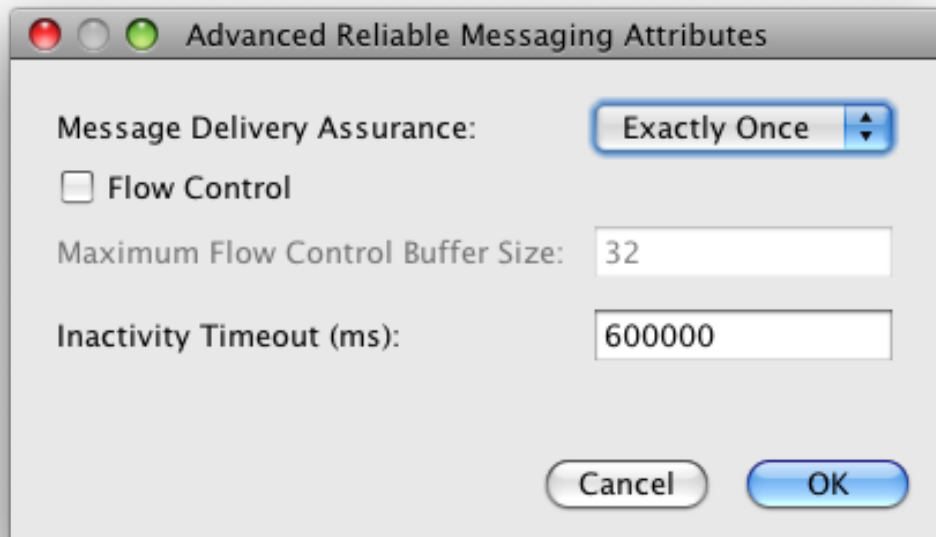 Advanced Reliable Messaging Attributes
Message Delivery Assurance: Exactly Once
Flow Control
Maximum Flow Control Buffer Size: 32
Inactivity Timeout (ms): 600000
Cancel OK